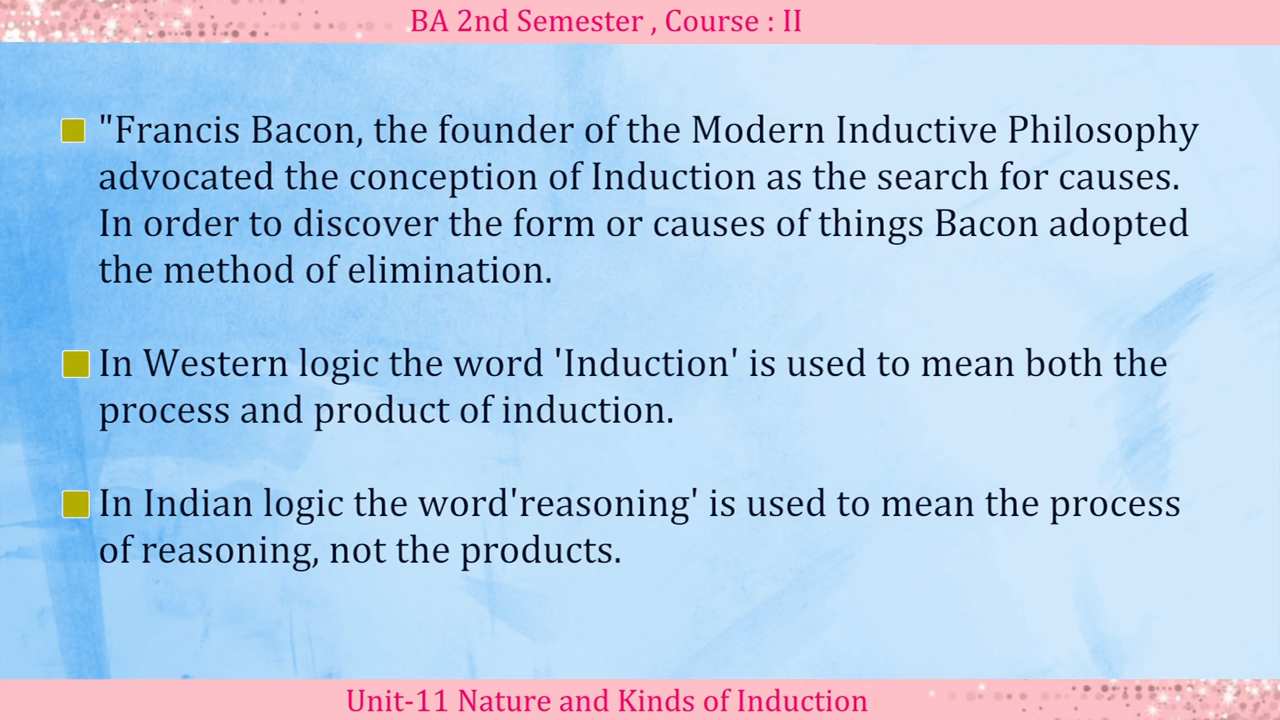 BA 2nd Semester , Course : II
"Francis Bacon, the founder of the Modern Inductive Philosophy
advocated the conception of Induction as the search for causes.
In order to discover the form or causes of things Bacon adopted
the method of elimination.
In Western logic the word 'Induction' is used to mean both the
process and product of induction.
In Indian logic the word'reasoning' is used to mean the process
of reasoning, not the products.
Unit-11 Nature and Kinds of Induction